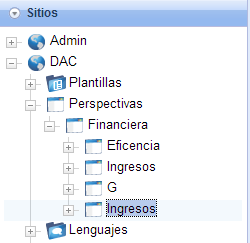 Sitios
Admin
DAC
Plantillas
Perspectivas
Financiera
Eficencia
Ingresos
G
Ingresos
Lenguajes